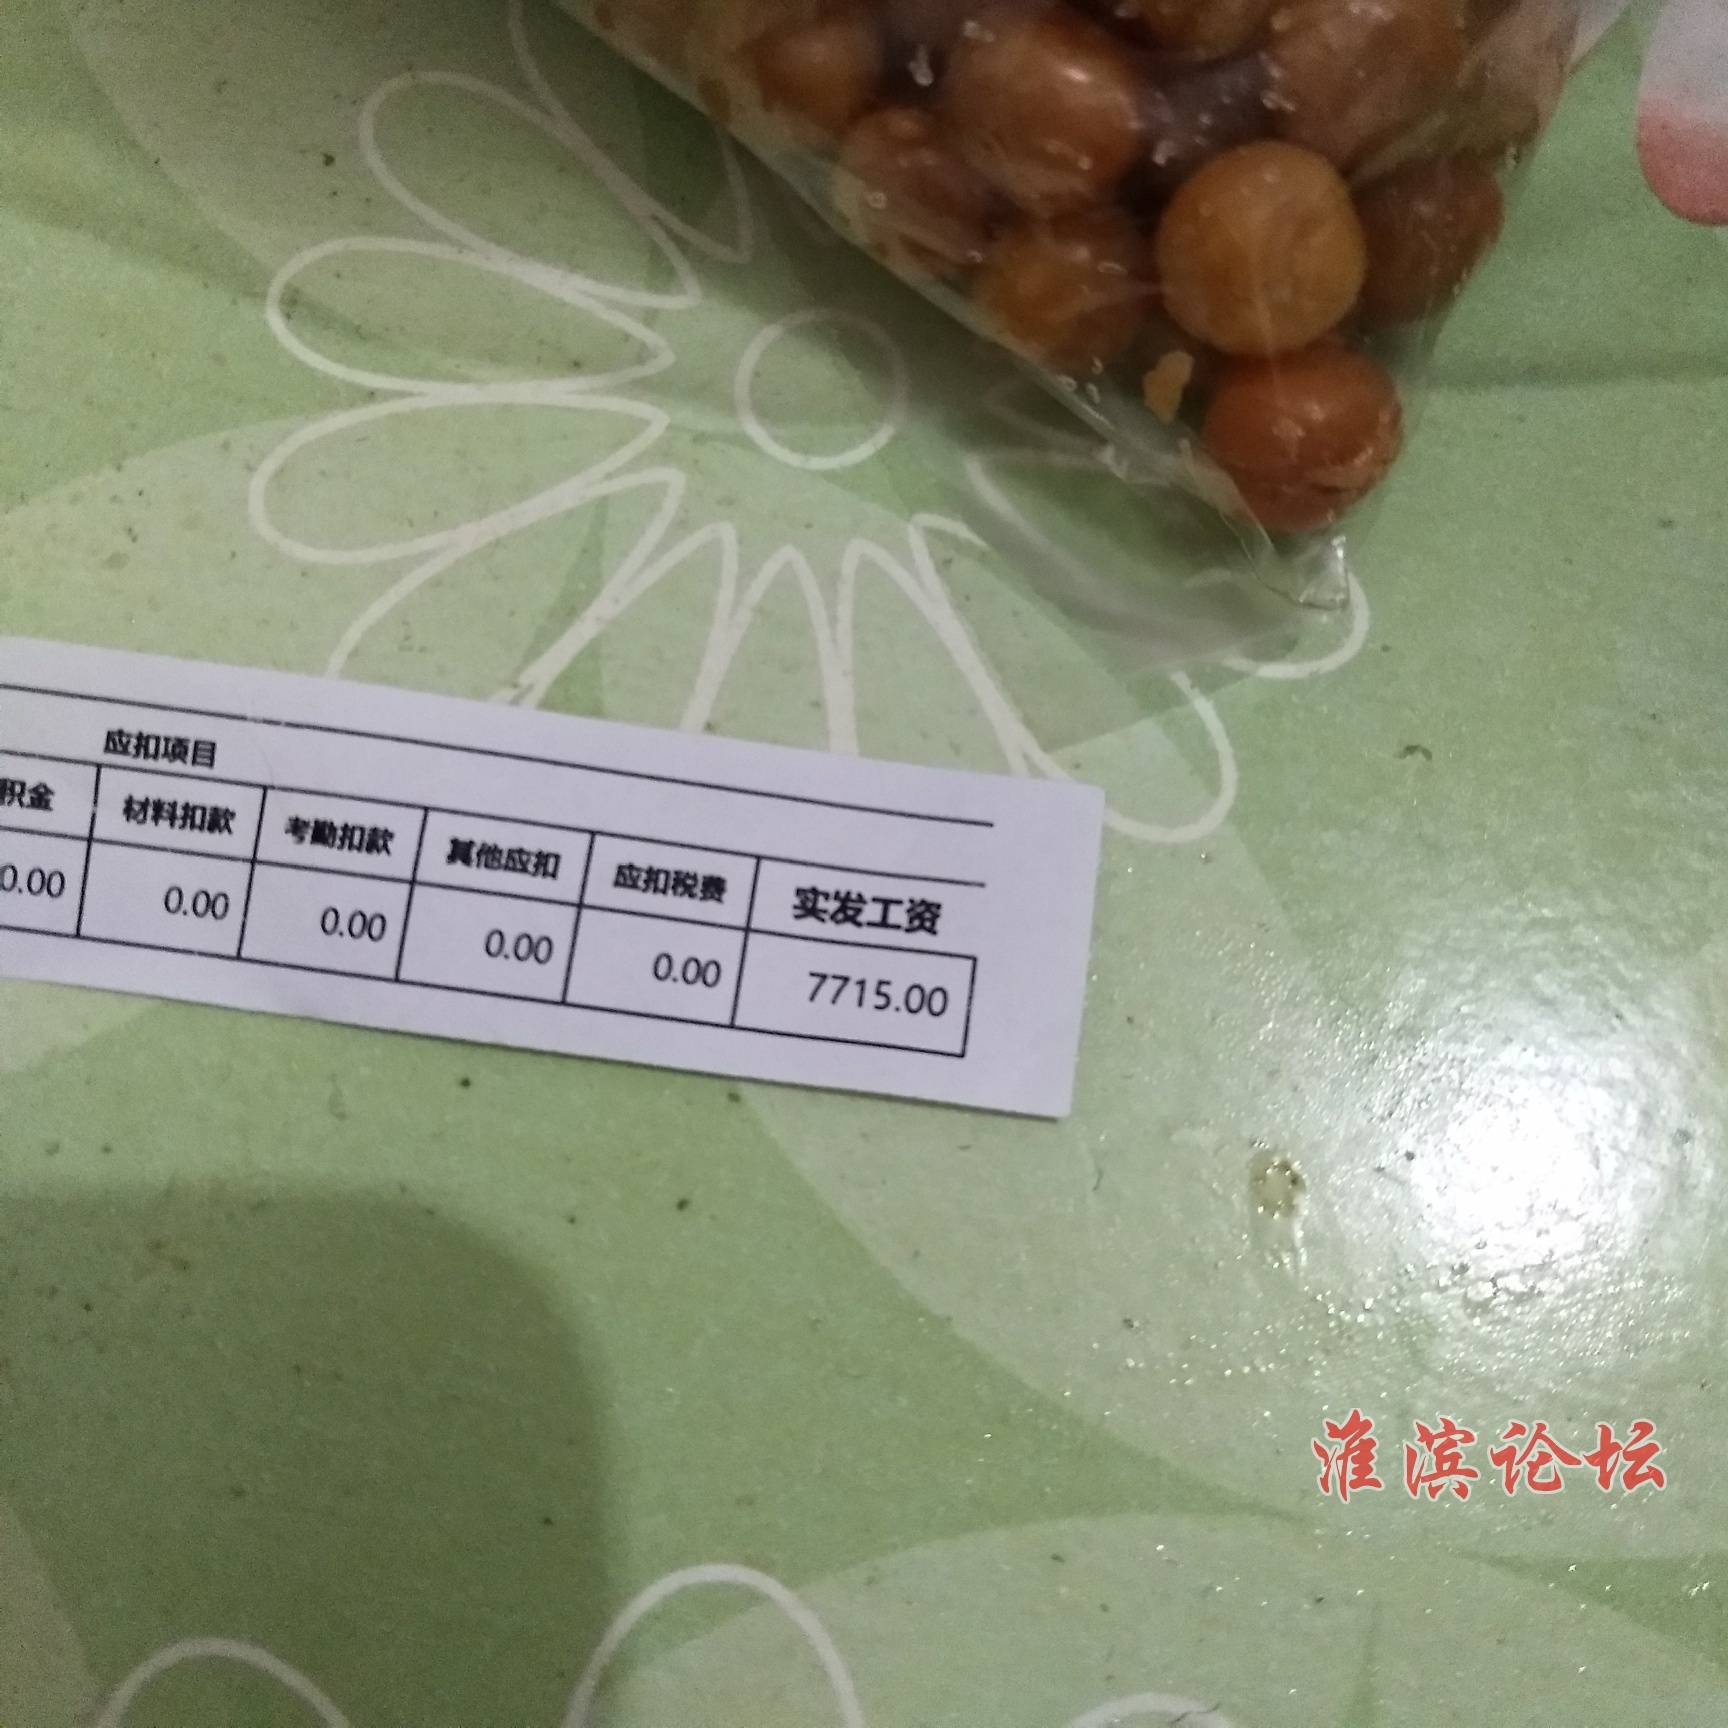 应扣项目
积金 材料扣款 考勤扣款 其他应扣 应扣税费 实发工资
0.00 0.00 0.00 0.00 0.00 7715.00
淮滨论坛